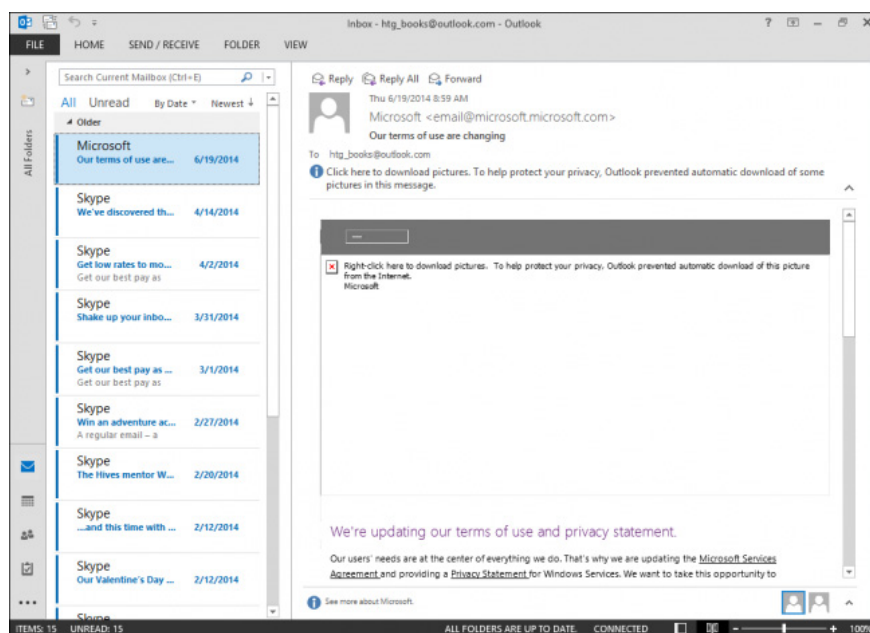 Inbox - htg_books@outlook.com - Outlook
FILE HOME SEND / RECEIVE FOLDER VIEW
All Folders
Search Current Mailbox (Ctrl+E)
All Unread By Date Newest
Older
Microsoft
Our terms of use are... 6/19/2014
Skype
We've discovered th... 4/14/2014
Skype
Get low rates to mo... 4/2/2014
Get our best pay as
Skype
Shake up your inbo... 3/31/2014
Skype
Get our best pay as ... 3/1/2014
Get our best pay as
Skype
Win an adventure ac... 2/27/2014
A regular email – a
Skype
The Hives mentor W... 2/20/2014
Skype
...and this time with ... 2/12/2014
Skype
Our Valentine's Day ... 2/12/2014
Skype
Reply Reply All Forward
Thu 6/19/2014 8:59 AM
Microsoft <email@microsoft.microsoft.com>
Our terms of use are changing
To htg_books@outlook.com
Click here to download pictures. To help protect your privacy, Outlook prevented automatic download of some
pictures in this message.
Right-click here to download pictures. To help protect your privacy, Outlook prevented automatic download of this picture
from the Internet.
Microsoft
We're updating our terms of use and privacy statement.
Our users' needs are at the center of everything we do. That's why we are updating the Microsoft Services
Agreement and providing a Privacy Statement for Windows Services. We want to take this opportunity to
See more about Microsoft.
ITEMS: 15 UNREAD: 15 ALL FOLDERS ARE UP TO DATE. CONNECTED 100%